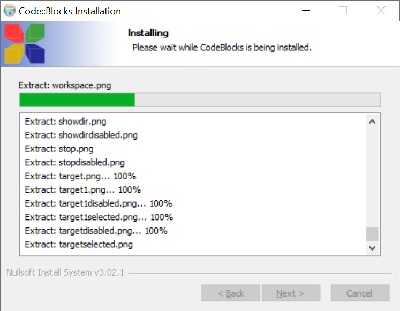 Code::Blocks Installation
Installing
Please wait while CodeBlocks is being installed.
Extract: workspace.png
Extract: showdir.png
Extract: showdirdisabled.png
Extract: stop.png
Extract: stopdisabled.png
Extract: target.png... 100%
Extract: target1.png... 100%
Extract: target1disabled.png... 100%
Extract: target1selected.png... 100%
Extract: targetdisabled.png... 100%
Extract: targetselected.png
Nullsoft Install System v3.02.1
< Back
Next >
Cancel